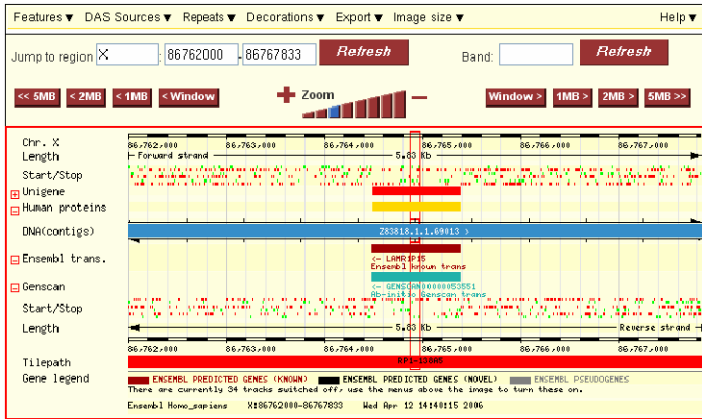 Features ▼ DAS Sources ▼ Repeats ▼ Decorations ▼ Export ▼ Image size ▼ Help ▼
Jump to region X : 86762000 - 86767833 Refresh Band: Refresh
<< 5MB < 2MB < 1MB < Window + Zoom − Window > 1MB > 2MB > 5MB >>
Chr. X 86,762,000 86,763,000 86,764,000 86,765,000 86,766,000 86,767,000
Length Forward strand 5.83 Kb
Start/Stop
Unigene
Human proteins
DNA(contigs) Z83818.1.1.69013 >
Ensembl trans. <- LAMR1P15
Ensembl known trans
Genscan <- GENSCAN00000053551
Ab-initio Genscan trans
Start/Stop
Length 5.83 Kb Reverse strand
86,762,000 86,763,000 86,764,000 86,765,000 86,766,000 86,767,000
Tilepath RP1-138A5
Gene legend ENSEMBL PREDICTED GENES (KNOWN) ENSEMBL PREDICTED GENES (NOVEL) ENSEMBL PSEUDOGENES
There are currently 34 tracks switched off, use the menus above the image to turn these on.
Ensembl Homo_sapiens X:86762000-86767833 Wed Apr 12 14:40:15 2006